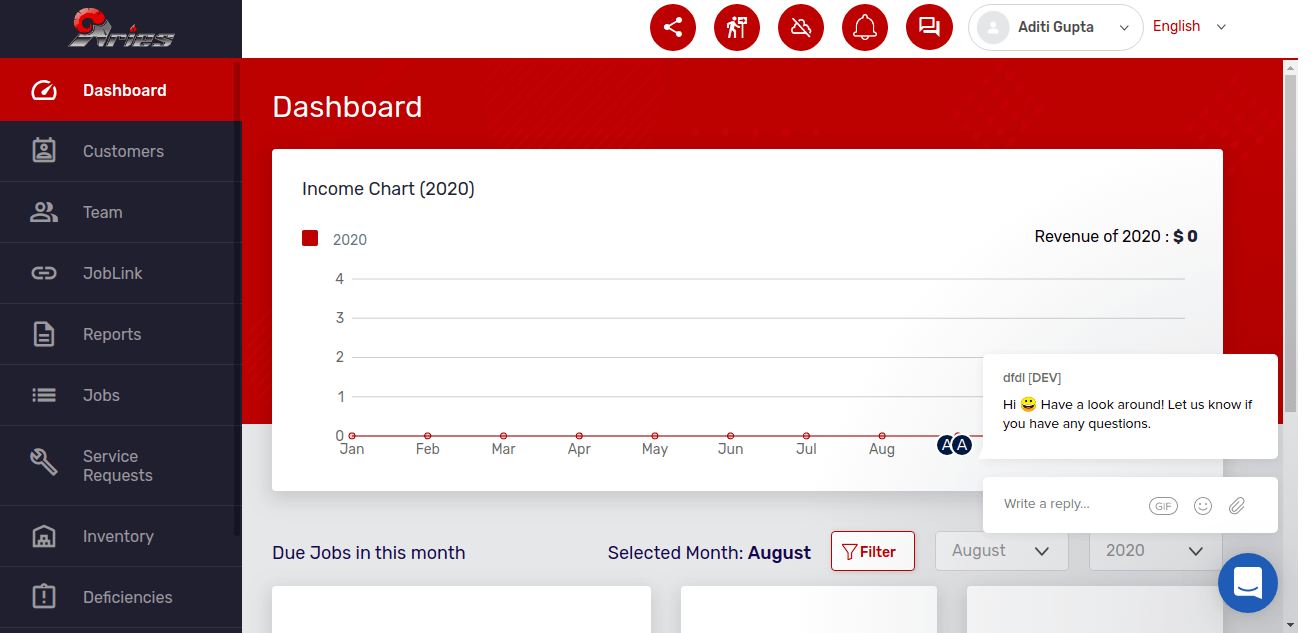 Aries
Aditi Gupta
English
Dashboard
Customers
Team
JobLink
Reports
Jobs
Service
Requests
Inventory
Deficiencies
Dashboard
Income Chart (2020)
2020
Revenue of 2020 : $ 0
4
3
2
1
0
Jan Feb Mar Apr May Jun Jul Aug
A A
dfdl [DEV]
Hi 😀 Have a look around! Let us know if
you have any questions.
Write a reply...
GIF
Due Jobs in this month
Selected Month: August
Filter
August
2020